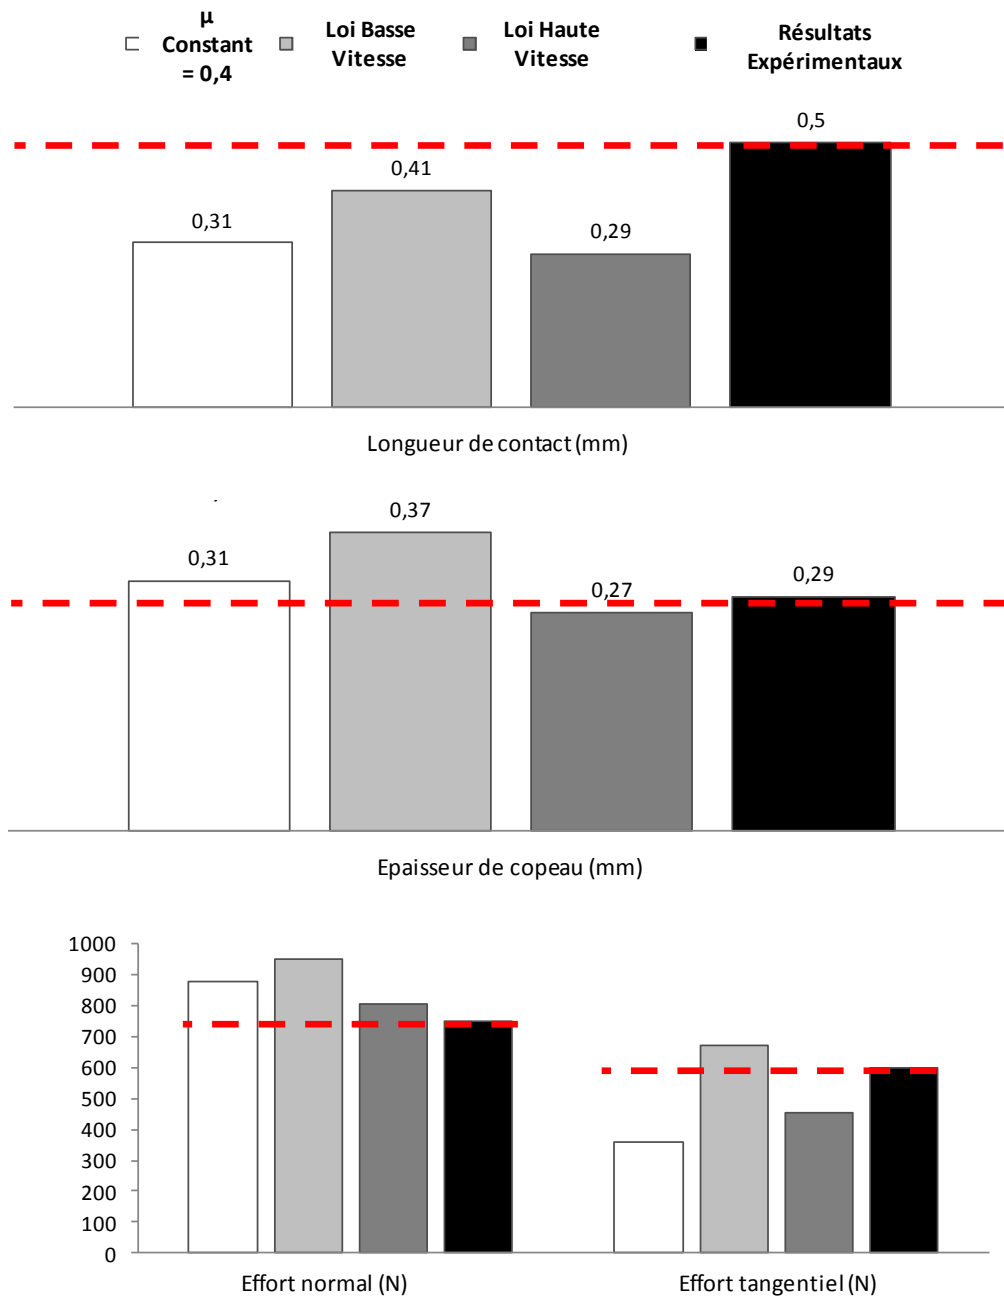 µ
Constant
= 0,4
Loi Basse
Vitesse
Loi Haute
Vitesse
Résultats
Expérimentaux
0,31
0,41
0,29
0,5
Longueur de contact (mm)
0,31
0,37
0,27
0,29
Epaisseur de copeau (mm)
1000
900
800
700
600
500
400
300
200
100
0
Effort normal (N)
Effort tangentiel (N)